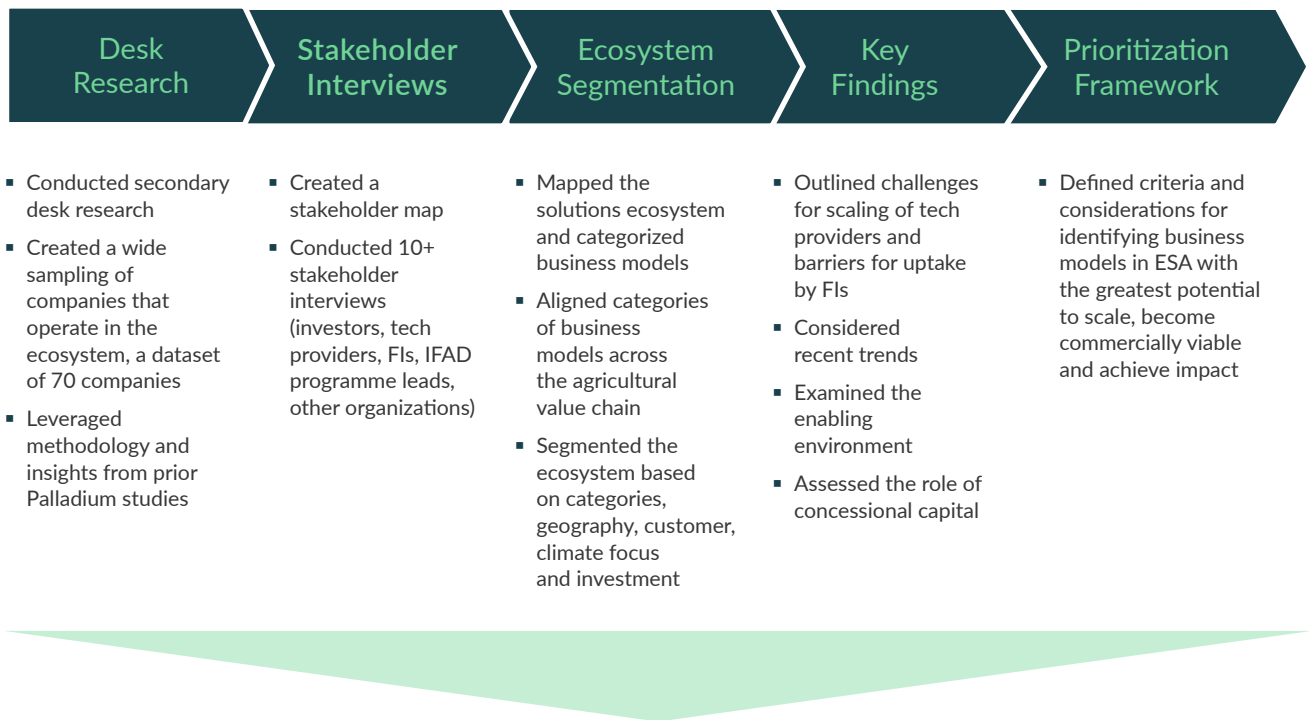 Desk
Research
Stakeholder
Interviews
Ecosystem
Segmentation
Key
Findings
Prioritization
Framework
▪ Conducted secondary
desk research
▪ Created a wide
sampling of
companies that
operate in the
ecosystem, a dataset
of 70 companies
▪ Leveraged
methodology and
insights from prior
Palladium studies
▪ Created a
stakeholder map
▪ Conducted 10+
stakeholder
interviews
(investors, tech
providers, FIs, IFAD
programme leads,
other organizations)
▪ Mapped the
solutions ecosystem
and categorized
business models
▪ Aligned categories
of business
models across
the agricultural
value chain
▪ Segmented the
ecosystem based
on categories,
geography, customer,
climate focus
and investment
▪ Outlined challenges
for scaling of tech
providers and
barriers for uptake
by FIs
▪ Considered
recent trends
▪ Examined the
enabling
environment
▪ Assessed the role of
concessional capital
▪ Defined criteria and
considerations for
identifying business
models in ESA with
the greatest potential
to scale, become
commercially viable
and achieve impact